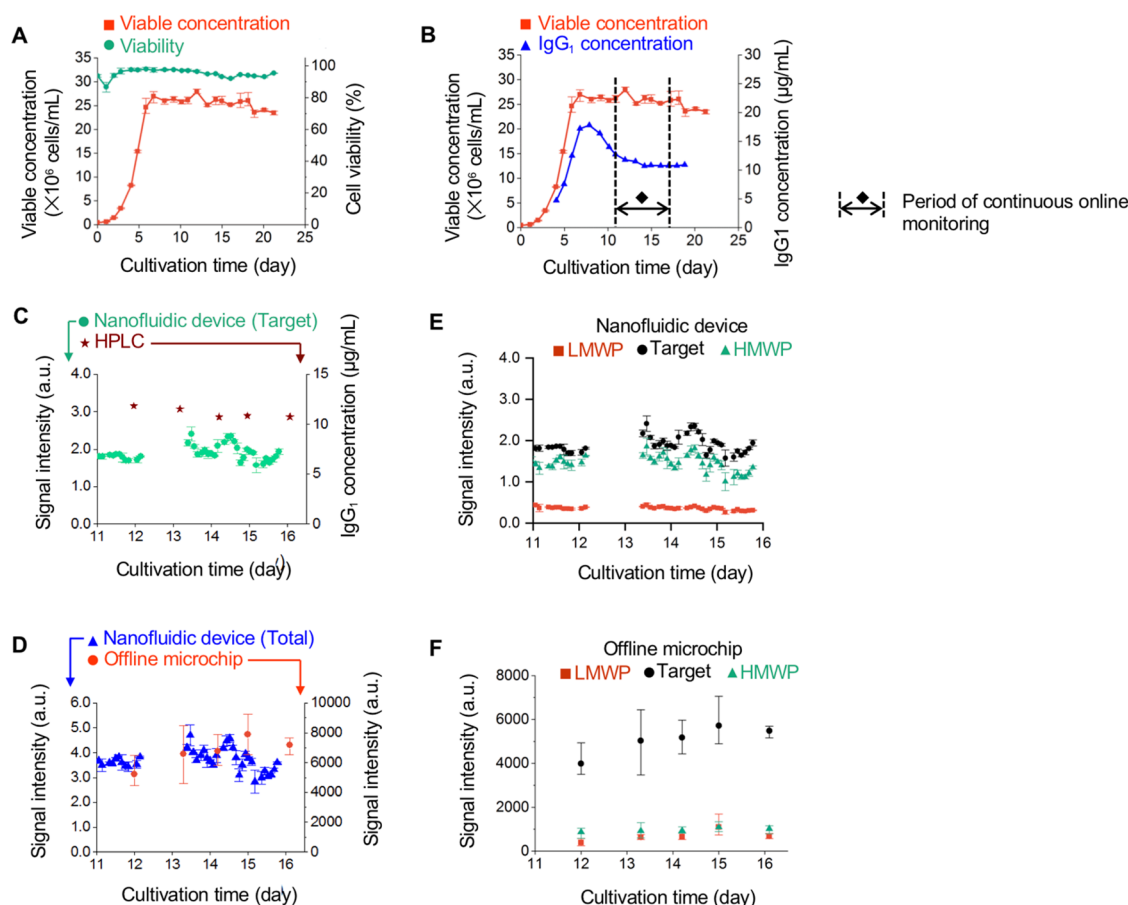 A
Viable concentration
Viability
Viable concentration
(×10⁶ cells/mL)
35
30
25
20
15
10
5
0
100
80
60
40
20
0
Cell viability (%)
0 5 10 15 20 25
Cultivation time (day)
B
Viable concentration
IgG₁ concentration
Viable concentration
(×10⁶ cells/mL)
35
30
25
20
15
10
5
0
30
25
20
15
10
5
0
IgG1 concentration (µg/mL)
0 5 10 15 20 25
Cultivation time (day)
Period of continuous online
monitoring
C
Nanofluidic device (Target)
HPLC
Signal intensity (a.u.)
4.0
3.0
2.0
1.0
0.0
15
10
5
0
IgG₁ concentration (µg/mL)
11 12 13 14 15 16
Cultivation time (day)
E
Nanofluidic device
LMWP Target HMWP
Signal intensity (a.u.)
4.0
3.0
2.0
1.0
0.0
11 12 13 14 15 16
Cultivation time (day)
D
Nanofluidic device (Total)
Offline microchip
Signal intensity (a.u.)
6.0
5.0
4.0
3.0
2.0
1.0
0.0
10000
8000
6000
4000
2000
0
Signal intensity (a.u.)
11 12 13 14 15 16
Cultivation time (day)
F
Offline microchip
LMWP Target HMWP
Signal intensity (a.u.)
8000
6000
4000
2000
0
11 12 13 14 15 16
Cultivation time (day)